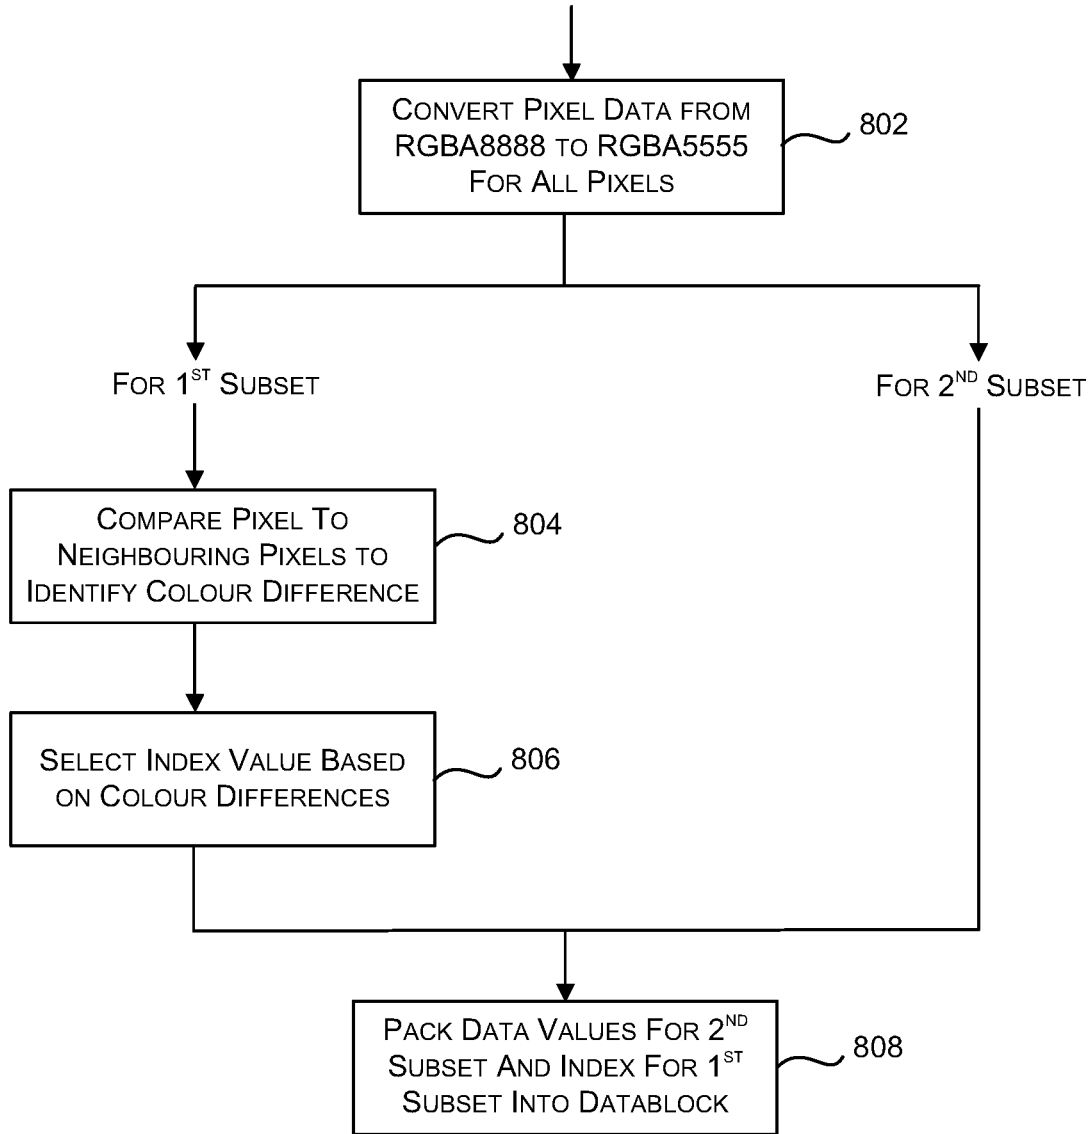 CONVERT PIXEL DATA FROM
RGBA8888 TO RGBA5555
FOR ALL PIXELS
802
FOR 1ST SUBSET
FOR 2ND SUBSET
COMPARE PIXEL TO
NEIGHBOURING PIXELS TO
IDENTIFY COLOUR DIFFERENCE
804
SELECT INDEX VALUE BASED
ON COLOUR DIFFERENCES
806
PACK DATA VALUES FOR 2ND
SUBSET AND INDEX FOR 1ST
SUBSET INTO DATABLOCK
808